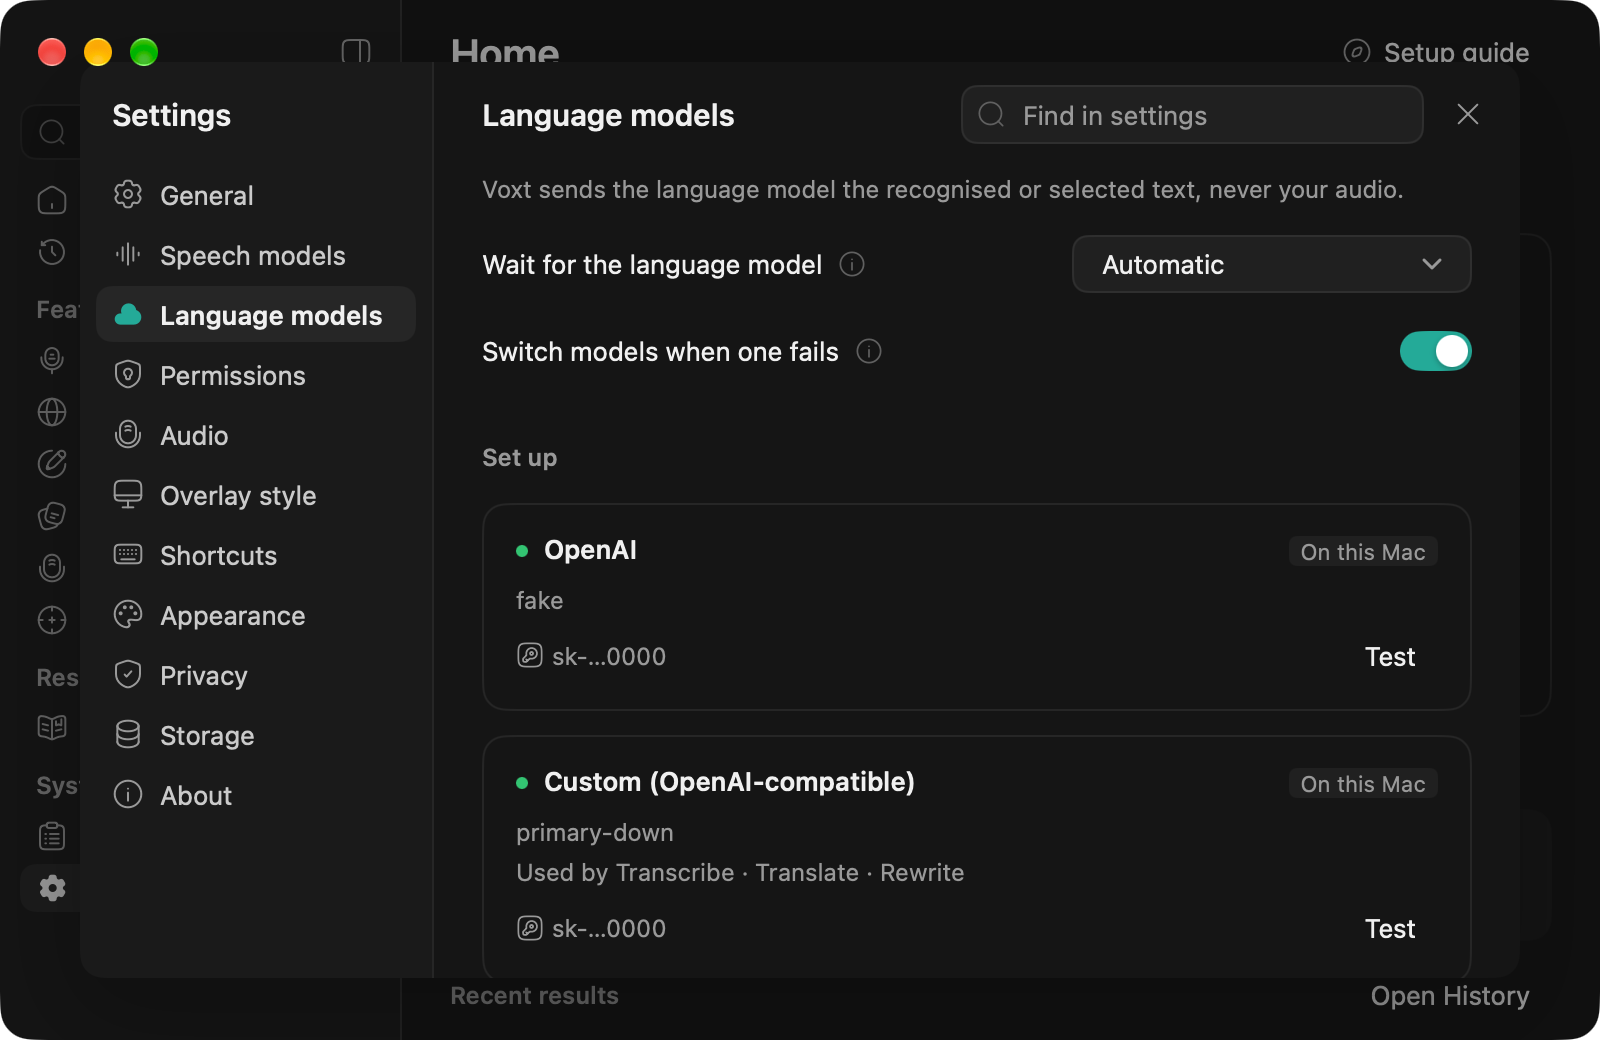 Home
Setup guide
Settings
General
Speech models
Language models
Permissions
Audio
Overlay style
Shortcuts
Appearance
Privacy
Storage
About
Language models
Find in settings
Voxt sends the language model the recognised or selected text, never your audio.
Wait for the language model
Automatic
Switch models when one fails
Set up
OpenAI
On this Mac
fake
sk-...0000
Test
Custom (OpenAI-compatible)
On this Mac
primary-down
Used by Transcribe · Translate · Rewrite
sk-...0000
Test
Recent results
Open History